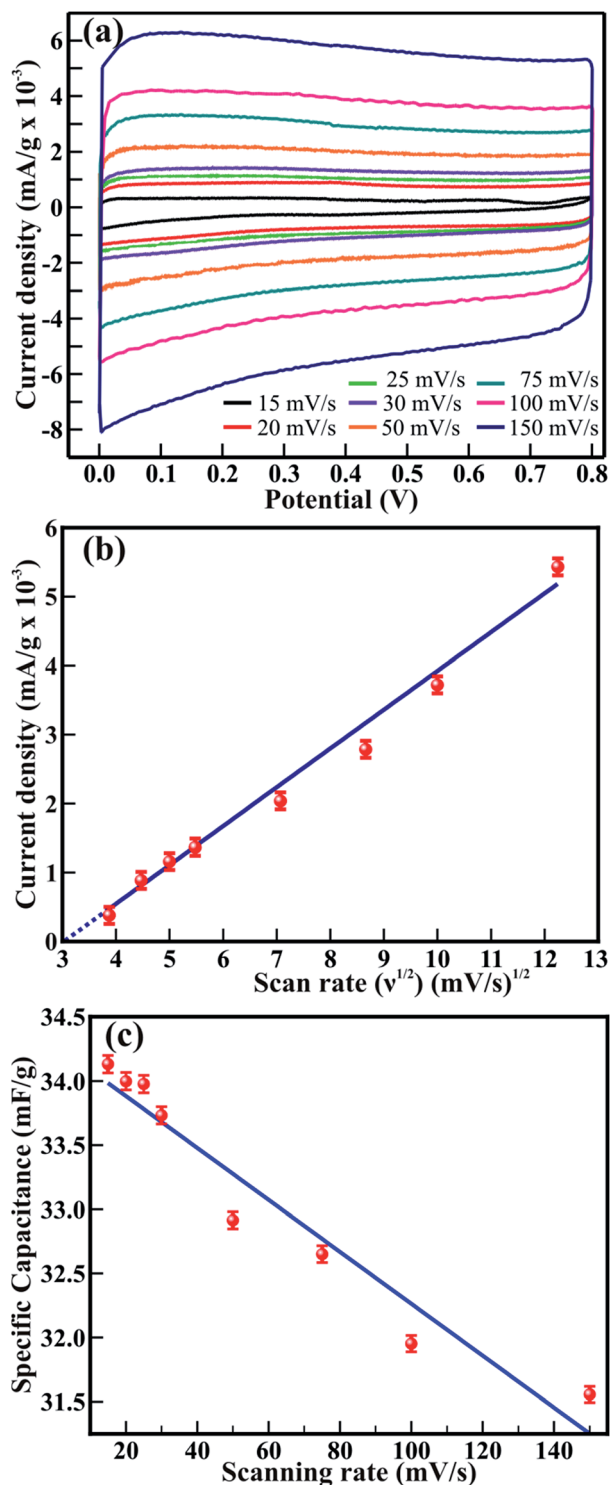 (a)
Current density (mA/g x 10⁻³)
6
4
2
0
-2
-4
-6
-8
25 mV/s 75 mV/s
15 mV/s 30 mV/s 100 mV/s
20 mV/s 50 mV/s 150 mV/s
0.0 0.1 0.2 0.3 0.4 0.5 0.6 0.7 0.8
Potential (V)
(b)
Current density (mA/g x 10⁻³)
6
5
4
3
2
1
0
3 4 5 6 7 8 9 10 11 12 13
Scan rate (ν¹/²) (mV/s)¹/²
(c)
Specific Capacitance (mF/g)
34.5
34.0
33.5
33.0
32.5
32.0
31.5
20 40 60 80 100 120 140
Scanning rate (mV/s)